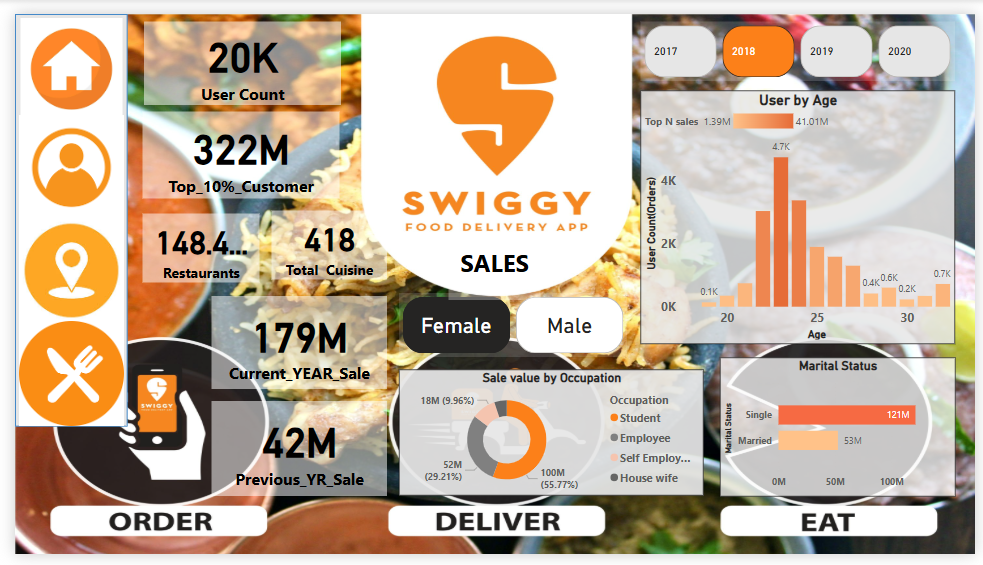 20K
User Count
322M
Top_10%_Customer
148.4...
Restaurants
418
Total_Cuisine
179M
Current_YEAR_Sale
42M
Previous_YR_Sale
SWIGGY
SWIGGY
FOOD DELIVERY APP
SALES
Female
Male
Sale value by Occupation
18M (9.96%)
52M
(29.21%)
100M
(55.77%)
Occupation
Student
Employee
Self Employ...
House wife
2017
2018
2019
2020
User by Age
Top N sales 1.39M 41.01M
User Count(Orders)
4K
2K
0K
0.1K
4.7K
0.4K
0.6K
0.2K
0.7K
20
25
30
Age
Marital Status
Marital Status
Single
121M
Married
53M
0M
50M
100M
ORDER
DELIVER
EAT